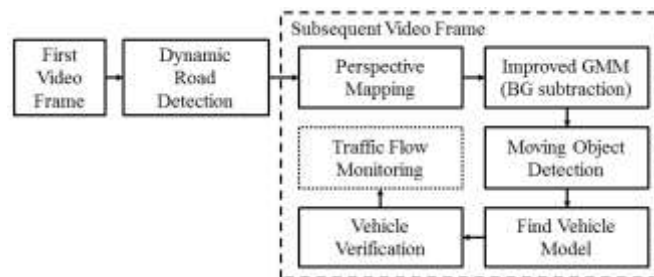 First
Video
Frame
Dynamic
Road
Detection
Subsequent Video Frame
Perspective
Mapping
Improved GMM
(BG subtraction)
Moving Object
Detection
Find Vehicle
Model
Vehicle
Verification
Traffic Flow
Monitoring